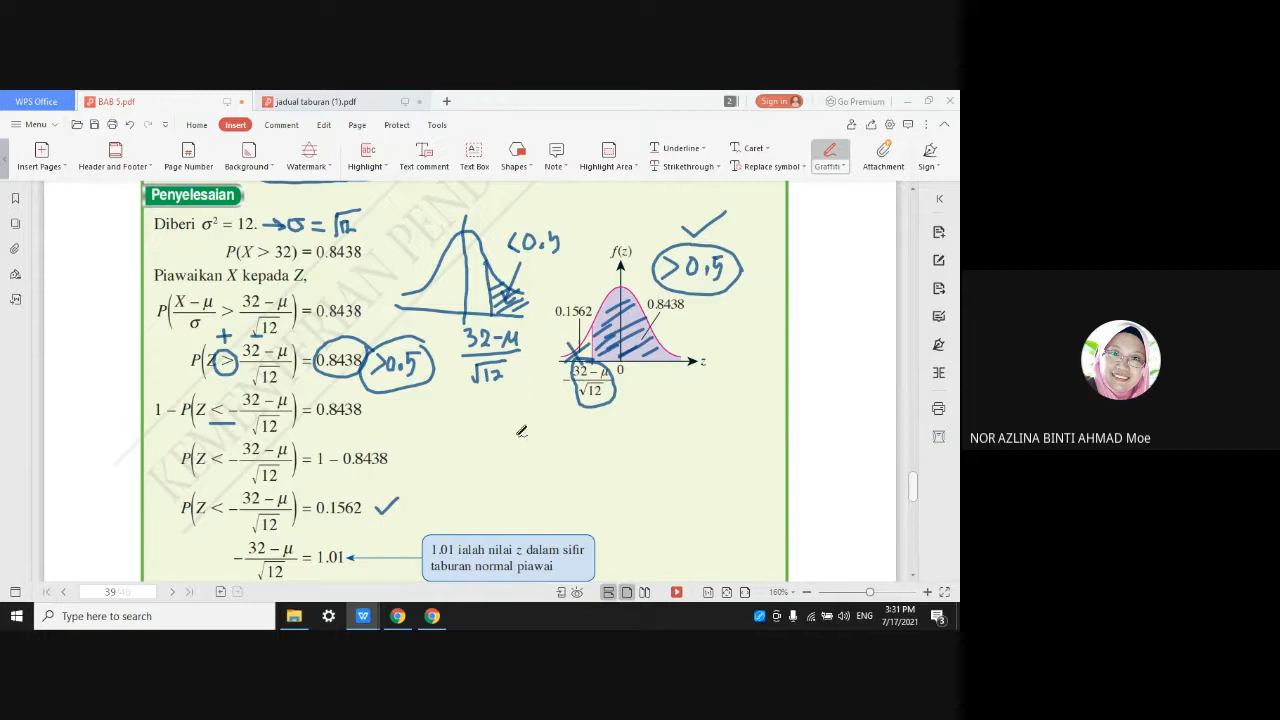 WPS Office
BAB 5.pdf
jadual taburan (1).pdf
2
Sign in
Go Premium
Menu
Home
Insert
Comment
Edit
Page
Protect
Tools
Insert Pages
Header and Footer
Page Number
Background
Watermark
Highlight
Text comment
Text Box
Shapes
Note
Highlight Area
Underline
Strikethrough
Caret
Replace symbol
Graffiti
Attachment
Sign
Penyelesaian
Diberi σ² = 12. → σ = √12
P(X > 32) = 0.8438
Piawaikan X kepada Z,
P((X − μ)/σ > (32 − μ)/√12) = 0.8438
+ −
P(Z > (32 − μ)/√12) = 0.8438 >0.5
1 − P(Z < −(32 − μ)/√12) = 0.8438
P(Z < −(32 − μ)/√12) = 1 − 0.8438
P(Z < −(32 − μ)/√12) = 0.1562 ✓
−(32 − μ)/√12 = 1.01
1.01 ialah nilai z dalam sifir
taburan normal piawai
<0.5
(32-μ)/√12
f(z)
>0.5
0.1562
0.8438
−(32 − μ)/√12
0
z
KEMENTERIAN PEND
39/46
160%
Type here to search
ENG
3:31 PM
7/17/2021
3
NOR AZLINA BINTI AHMAD Moe